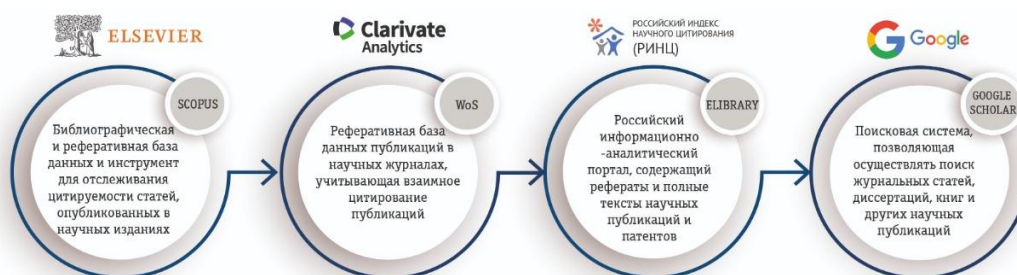 ELSEVIER
SCOPUS
Библиографическая
и реферативная база
данных и инструмент
для отслеживания
цитируемости статей,
опубликованных в
научных изданиях
Clarivate
Analytics
WoS
Реферативная база
данных публикаций в
научных журналах,
учитывающая взаимное
цитирование
публикаций
РОССИЙСКИЙ ИНДЕКС
НАУЧНОГО ЦИТИРОВАНИЯ
(РИНЦ)
ELIBRARY
Российский
информационно
-аналитический
портал, содержащий
рефераты и полные
тексты научных
публикаций и
патентов
Google
GOOGLE
SCHOLAR
Поисковая система,
позволяющая
осуществлять поиск
журнальных статей,
диссертаций, книг и
других научных
публикаций